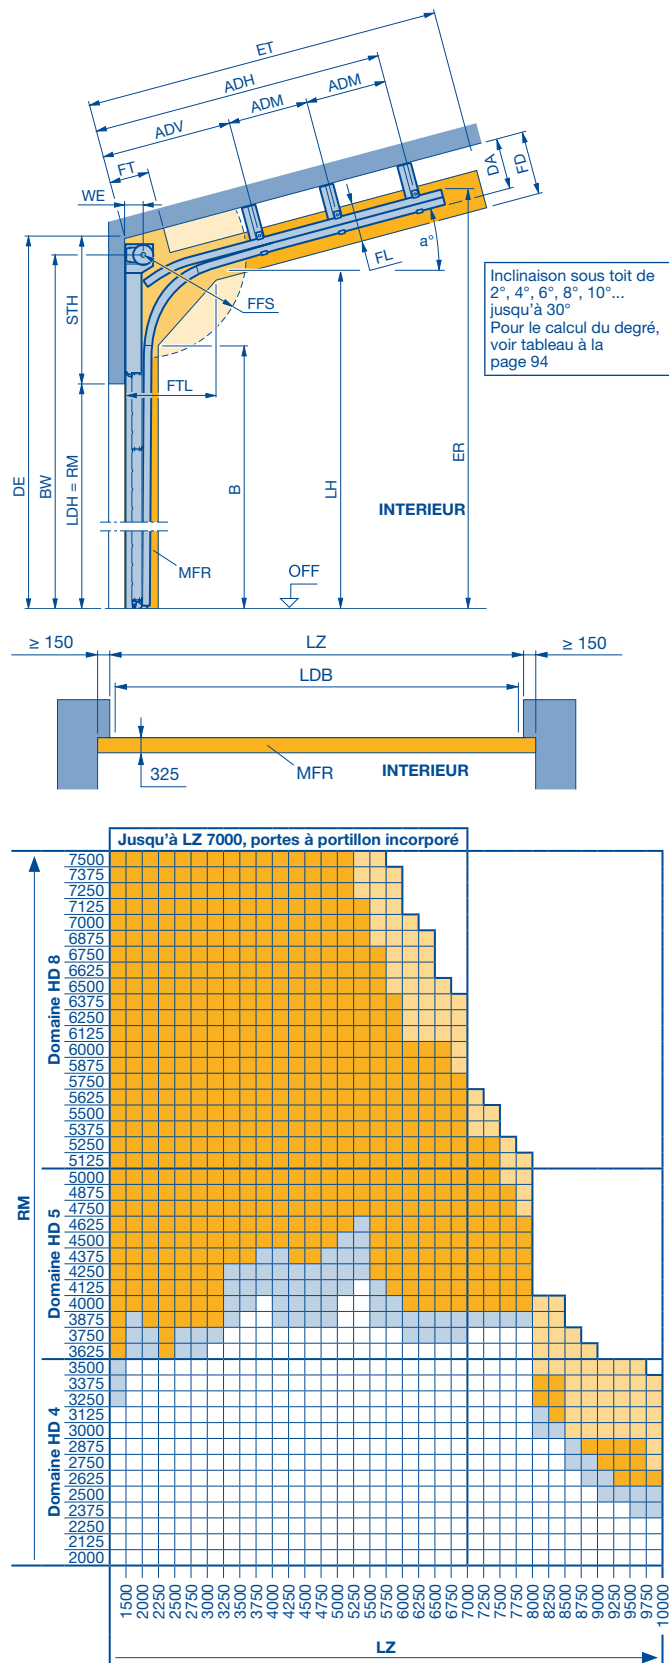 ET
ADH
ADM
ADM
ADV
FT
WE
DA
FD
a°
FL
FFS
STH
FTL
DE
BW
LDH = RM
B
LH
ER
INTERIEUR
MFR
OFF
Inclinaison sous toit de
2°, 4°, 6°, 8°, 10°...
jusqu'à 30°
Pour le calcul du degré,
voir tableau à la
page 94
≥ 150
LZ
≥ 150
LDB
325
MFR
INTERIEUR
Jusqu'à LZ 7000, portes à portillon incorporé
RM
Domaine HD 8
7500
7375
7250
7125
7000
6875
6750
6625
6500
6375
6250
6125
6000
5875
5750
5625
5500
5375
5250
5125
Domaine HD 5
5000
4875
4750
4625
4500
4375
4250
4125
4000
3875
3750
3625
Domaine HD 4
3500
3375
3250
3125
3000
2875
2750
2625
2500
2375
2250
2125
2000
1500
2000
2250
2500
2750
3000
3250
3500
3750
4000
4250
4500
4750
5000
5250
5500
5750
6000
6250
6500
6750
7000
7250
7500
7750
8000
8250
8500
8750
9000
9250
9500
9750
10000
LZ